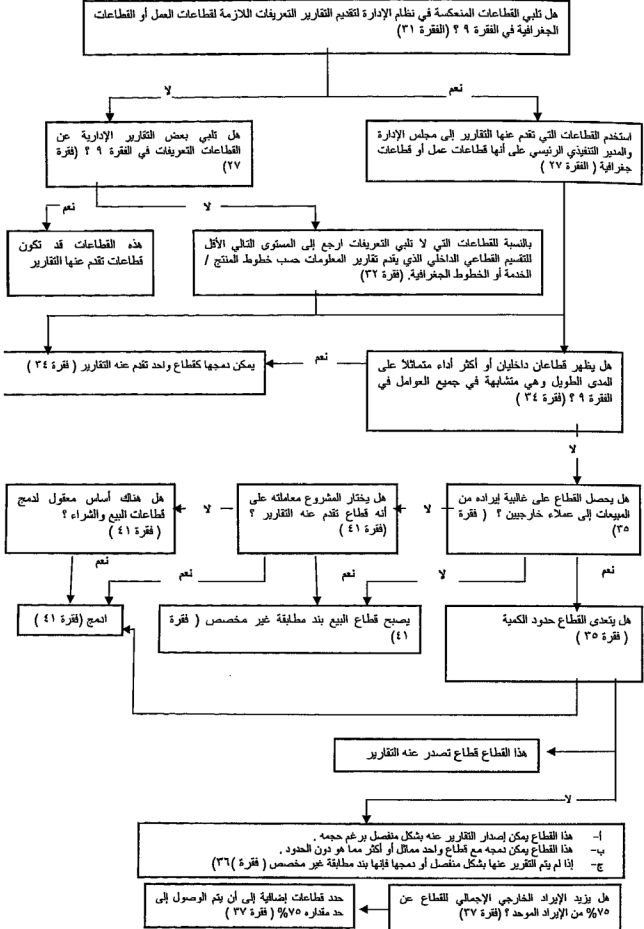 هل تلبي القطاعات المنعكسة في نظام الإدارة لتقديم التقارير التعريفات اللازمة لقطاعات العمل أو القطاعات
الجغرافية في الفقرة ٩ ؟ (الفقرة ٣١)
نعم
لا
استخدم القطاعات التي تقدم عنها التقارير إلى مجلس الإدارة
والمدير التنفيذي الرئيسي على أنها قطاعات عمل أو قطاعات
جغرافية ( الفقرة ٢٧ )
هل تلبي بعض التقارير الإدارية عن
القطاعات التعريفات في الفقرة ٩ ؟ (فقرة
٢٧)
لا
نعم
بالنسبة للقطاعات التي لا تلبي التعريفات ارجع إلى المستوى التالي الأقل
للتقسيم القطاعي الداخلي الذي يقدم تقارير المعلومات حسب خطوط المنتج /
الخدمة أو الخطوط الجغرافية. (فقرة ٣٢)
هذه القطاعات قد تكون
قطاعات تقدم عنها التقارير
هل يظهر قطاعان داخليان أو أكثر أداء متماثلا على
المدى الطويل وهي متشابهة في جميع العوامل في
الفقرة ٩ ؟ (فقرة ٣٤ )
نعم
يمكن دمجها كقطاع واحد تقدم عنه التقارير ( فقرة ٣٤ )
لا
هل يحصل القطاع على غالبية إيراده من
المبيعات إلى عملاء خارجيين ؟ ( فقرة
٣٥)
لا
هل يختار المشروع معاملته على
أنه قطاع تقدم عنه التقارير ؟
(فقرة ٤١ )
لا
هل هناك أساس معقول لدمج
قطاعات البيع والشراء ؟
( فقرة ٤١ )
نعم
لا
نعم
نعم
نعم
هل يتعدى القطاع حدود الكمية
( فقرة ٣٥ )
يصبح قطاع البيع بند مطابقة غير مخصص ( فقرة
٤١)
ادمج (فقرة ٤١ )
هذا القطاع قطاع تصدر عنه التقارير
لا
أ- هذا القطاع يمكن إصدار التقارير عنه بشكل منفصل برغم حجمه .
ب- هذا القطاع يمكن دمجه مع قطاع واحد مماثل أو أكثر مما هو دون الحدود .
ج- إذا لم يتم التقرير عنها بشكل منفصل أو دمجها فإنها بند مطابقة غير مخصص ( فقرة )٣٦)
هل يزيد الإيراد الخارجي الإجمالي للقطاع عن
٧٥% من الإيراد الموحد ؟ (فقرة ٣٧)
حدد قطاعات إضافية إلى أن يتم الوصول إلى
حد مقداره ٧٥% ( فقرة ٣٧ )